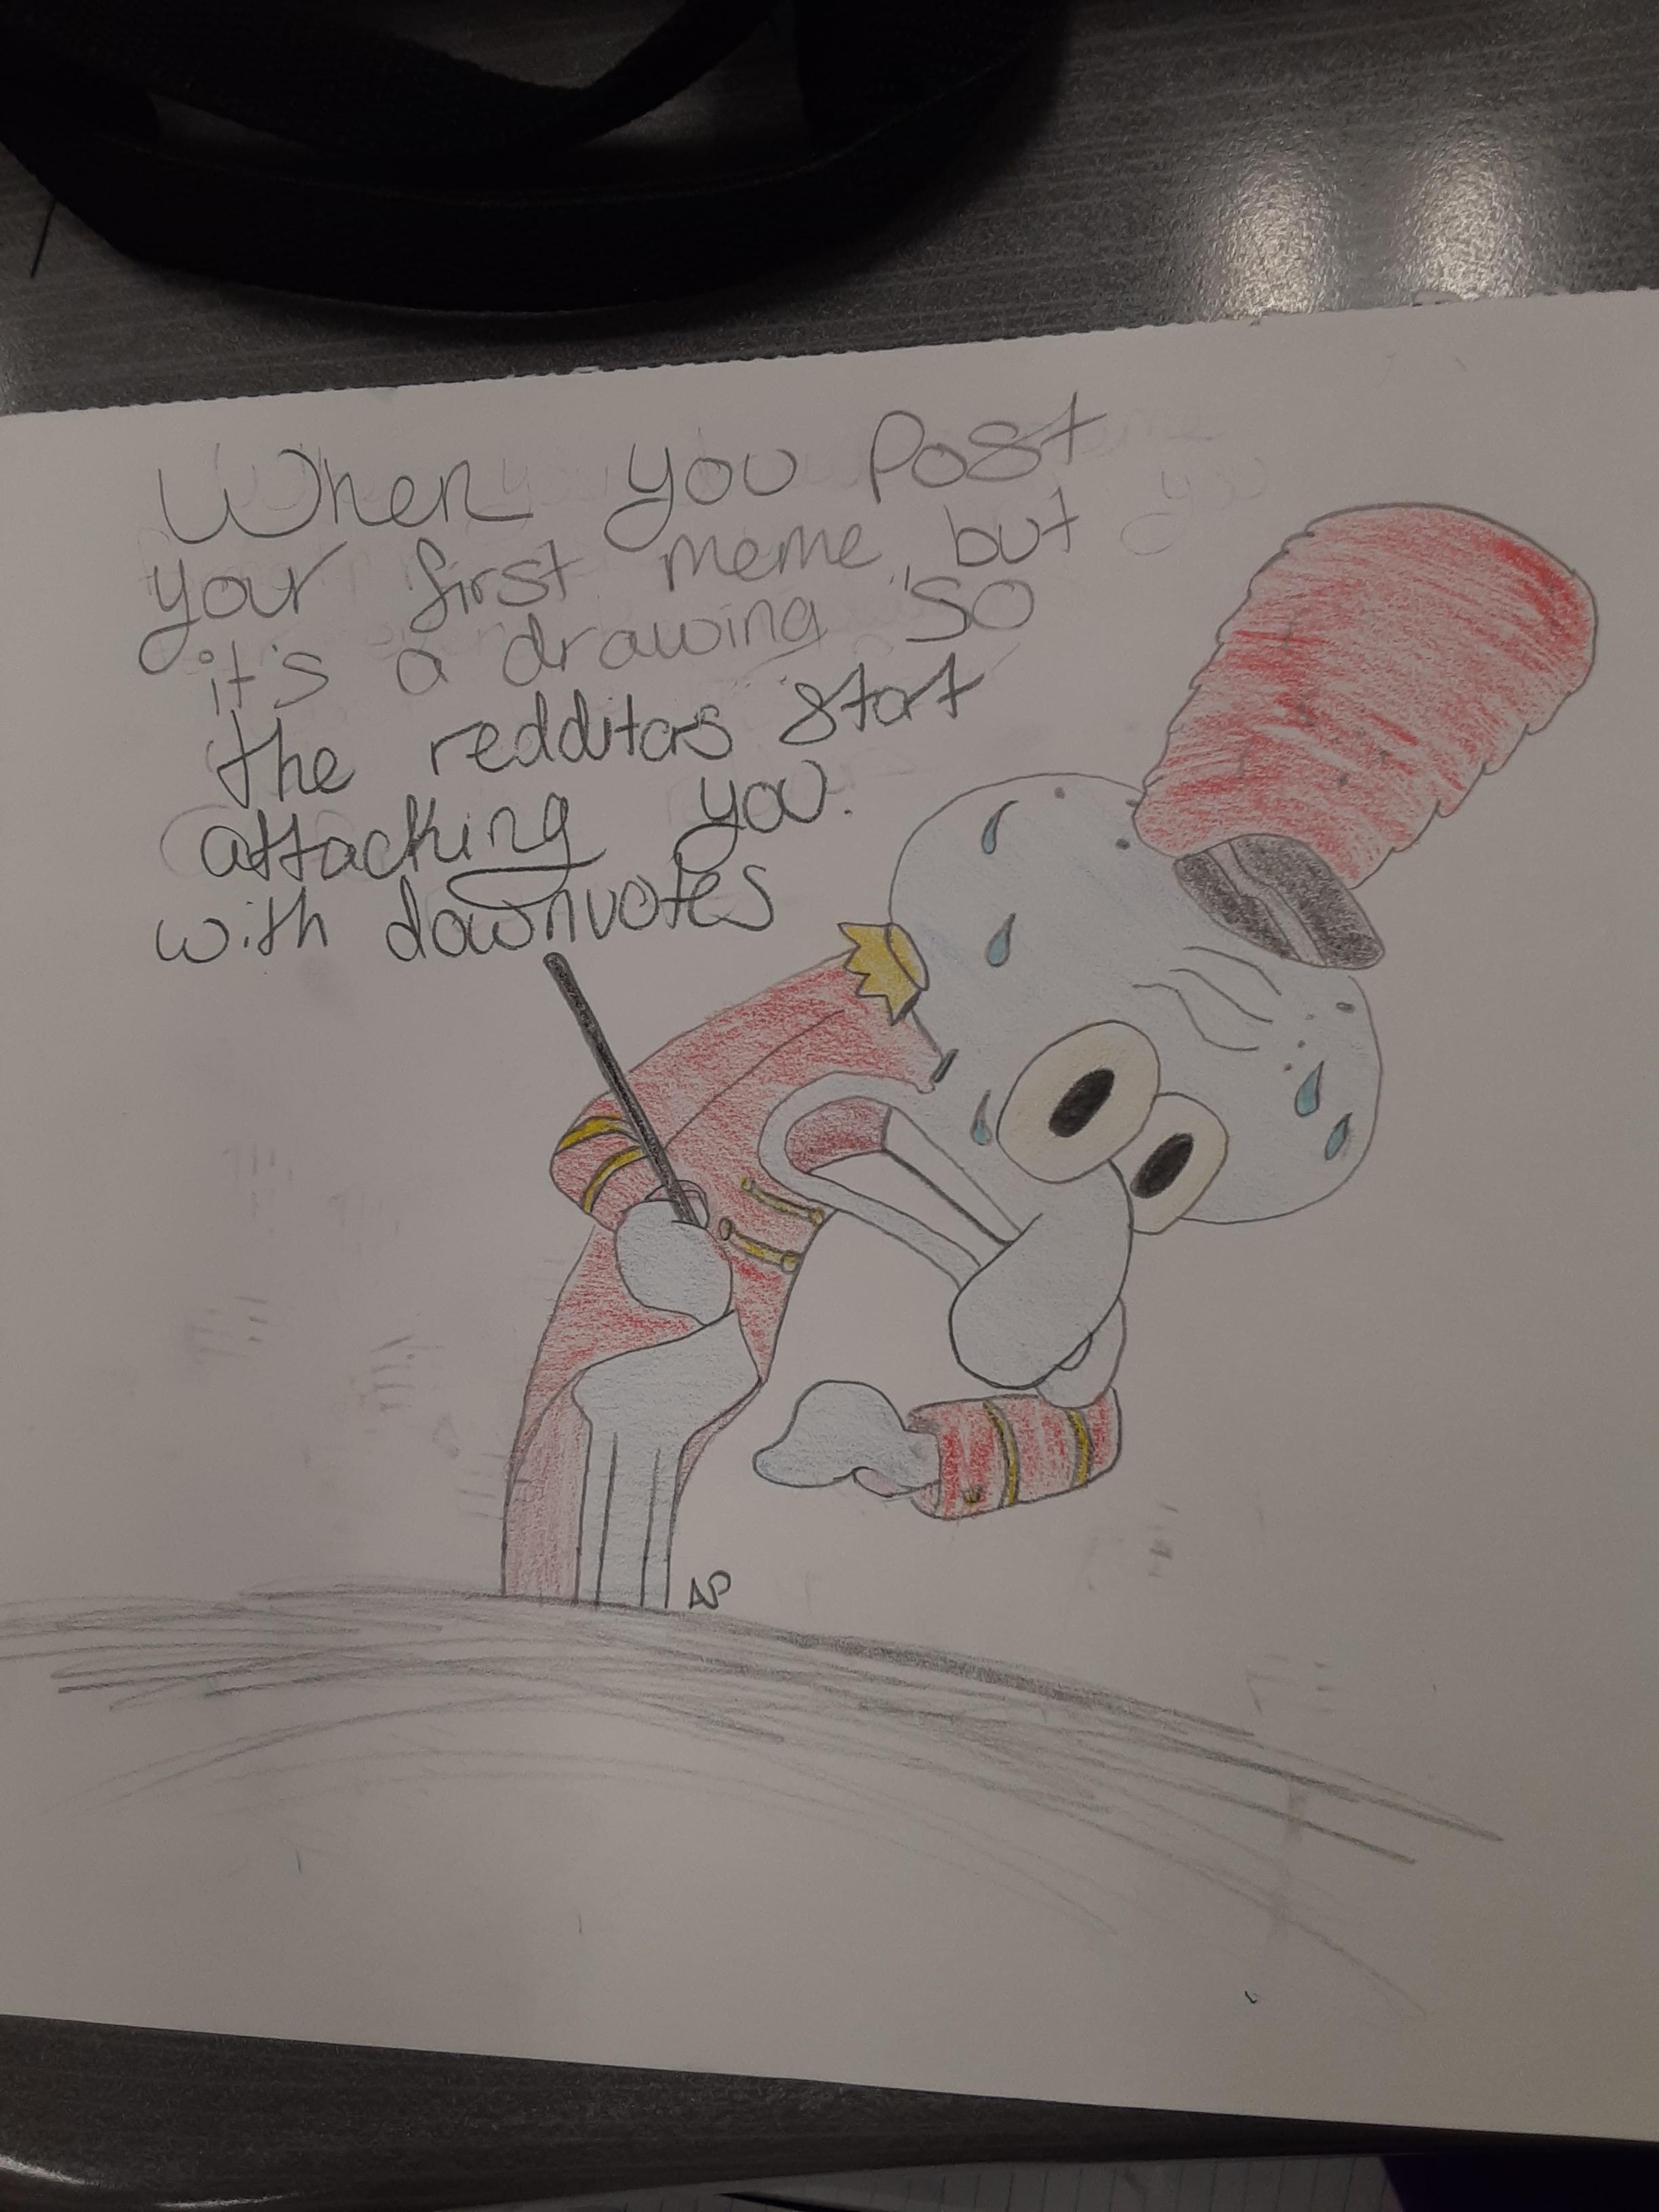 When you Post
your first meme, but
it's a drawing so
the redditors start
attacking you.
with downvotes
AP